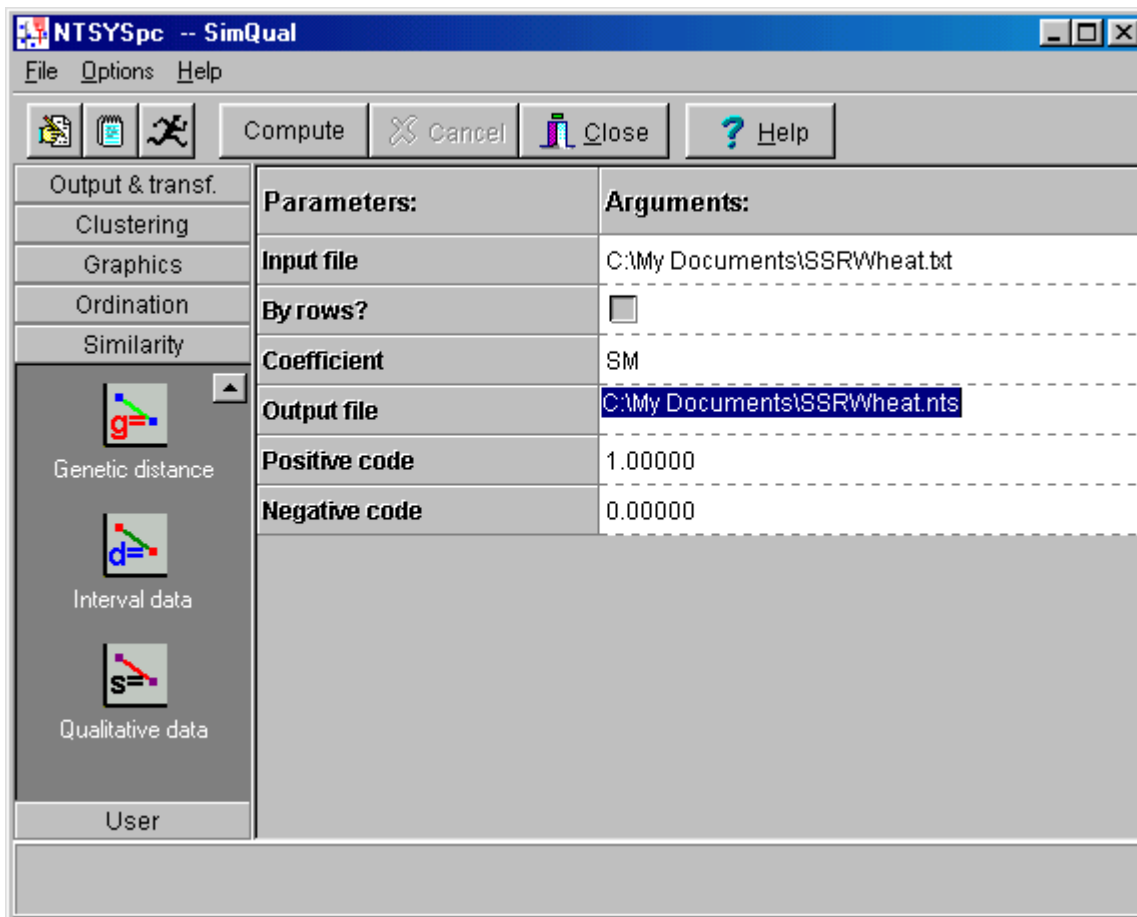 NTSYSpc -- SimQual
File Options Help
Compute Cancel Close ? Help
Output & transf.
Clustering
Graphics
Ordination
Similarity
g=
Genetic distance
d=
Interval data
s=
Qualitative data
User
Parameters: Arguments:
Input file C:\My Documents\SSRWheat.txt
By rows?
Coefficient SM
Output file C:\My Documents\SSRWheat.nts
Positive code 1.00000
Negative code 0.00000